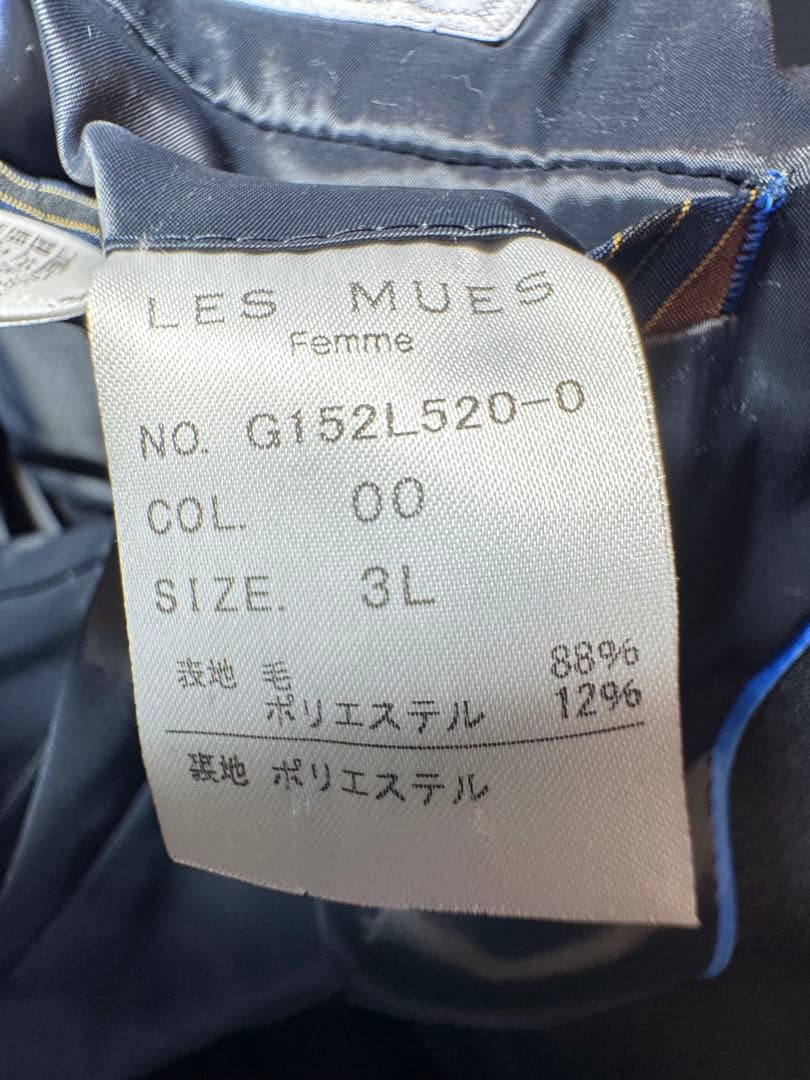 LES MUES
Femme
NO. G152L520-0
COL. 00
SIZE. 3L
表地 毛 88%
ポリエステル 12%
裏地 ポリエステル